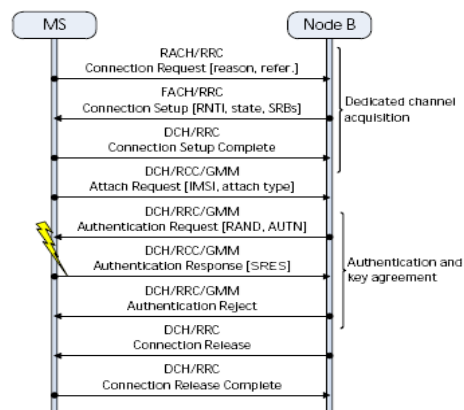 MS
Node B
RACH/RRC
Connection Request [reason, refer.]
FACH/RRC
Connection Setup [RNTI, state, SRBs]
Dedicated channel
acquisition
DCH/RRC
Connection Setup Complete
DCH/RCC/GMM
Attach Request [IMSI, attach type]
DCH/RRC/GMM
Authentication Request [RAND, AUTN]
DCH/RCC/GMM
Authentication Response [SRES]
Authentication and
key agreement
DCH/RRC/GMM
Authentication Reject
DCH/RRC
Connection Release
DCH/RRC
Connection Release Complete